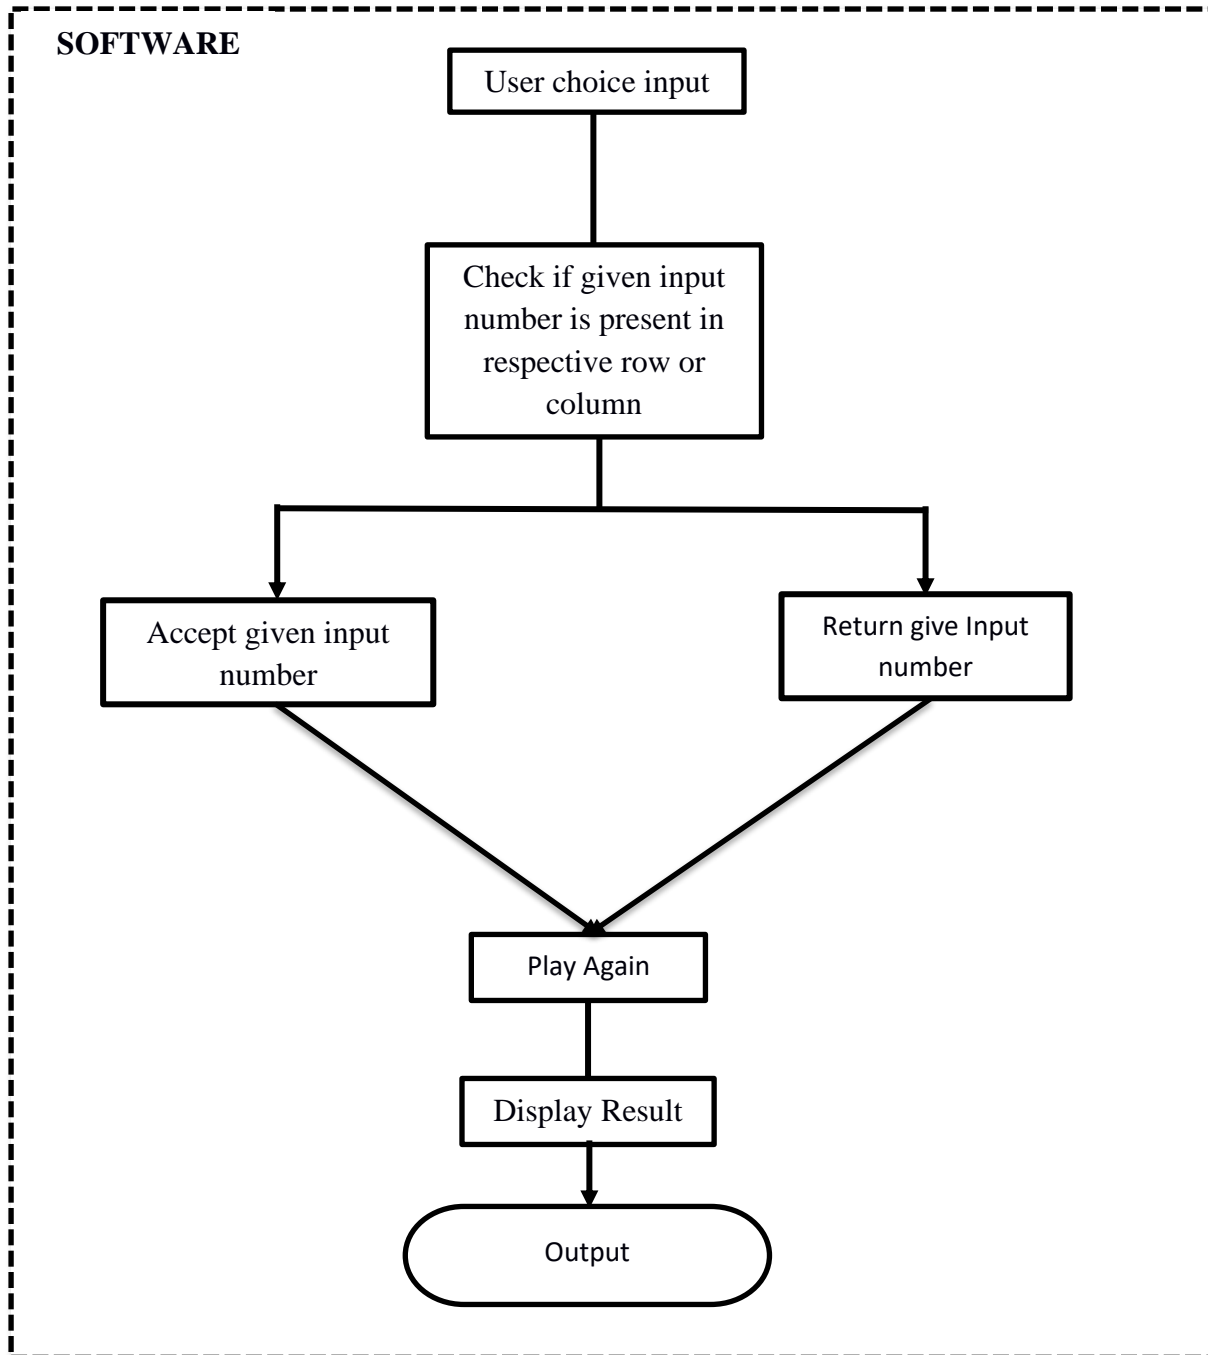 SOFTWARE
User choice input
Check if given input
number is present in
respective row or
column
Accept given input
number
Return give Input
number
Play Again
Display Result
Output